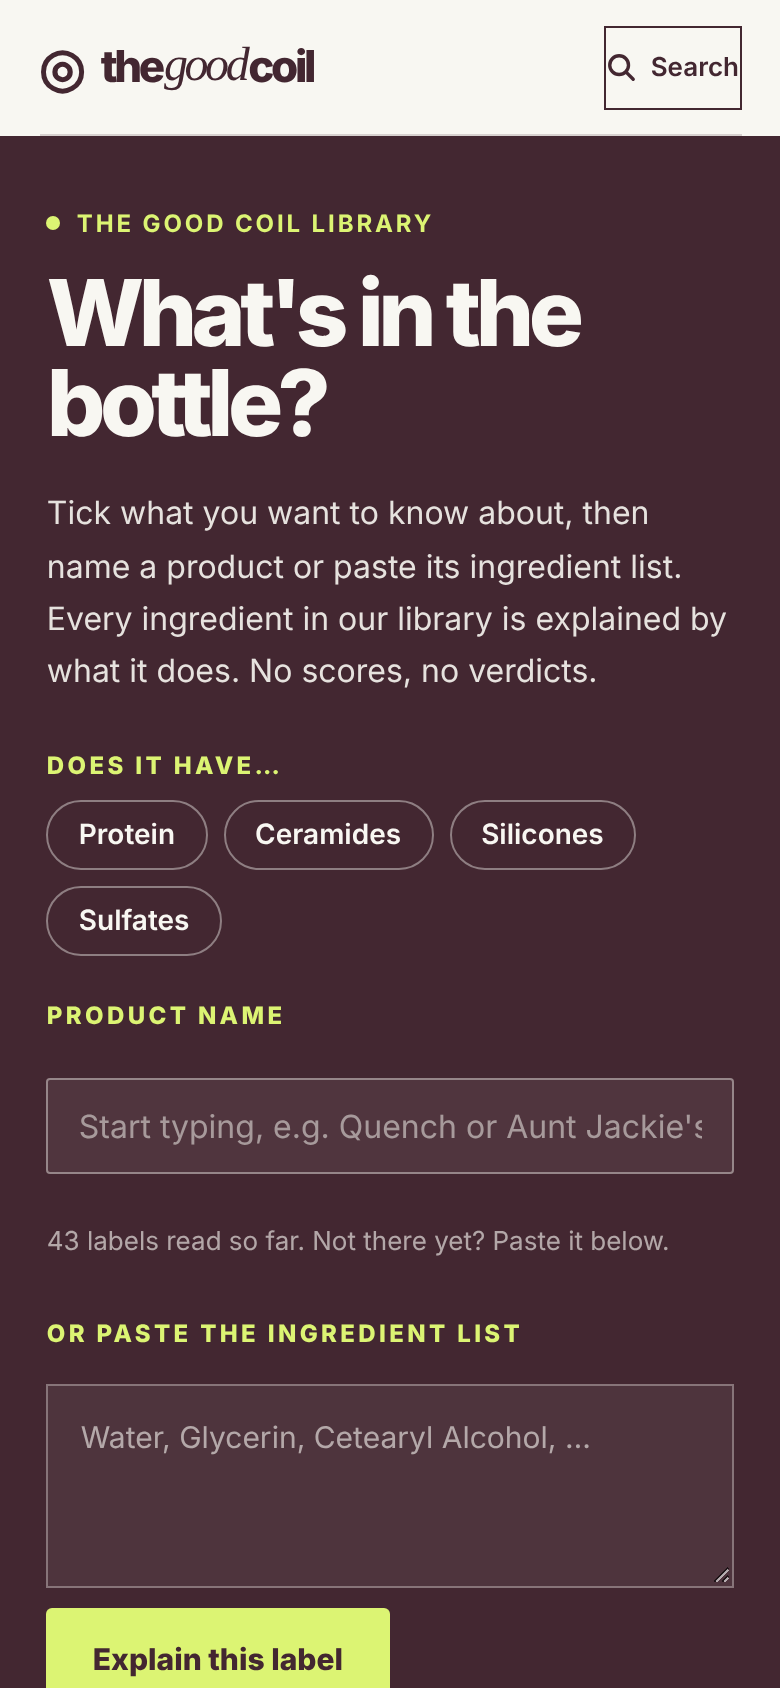 thegoodcoil
Search
THE GOOD COIL LIBRARY
What's in the
bottle?
Tick what you want to know about, then
name a product or paste its ingredient list.
Every ingredient in our library is explained by
what it does. No scores, no verdicts.
DOES IT HAVE…
Protein
Ceramides
Silicones
Sulfates
PRODUCT NAME
Start typing, e.g. Quench or Aunt Jackie's
43 labels read so far. Not there yet? Paste it below.
OR PASTE THE INGREDIENT LIST
Water, Glycerin, Cetearyl Alcohol, ...
Explain this label